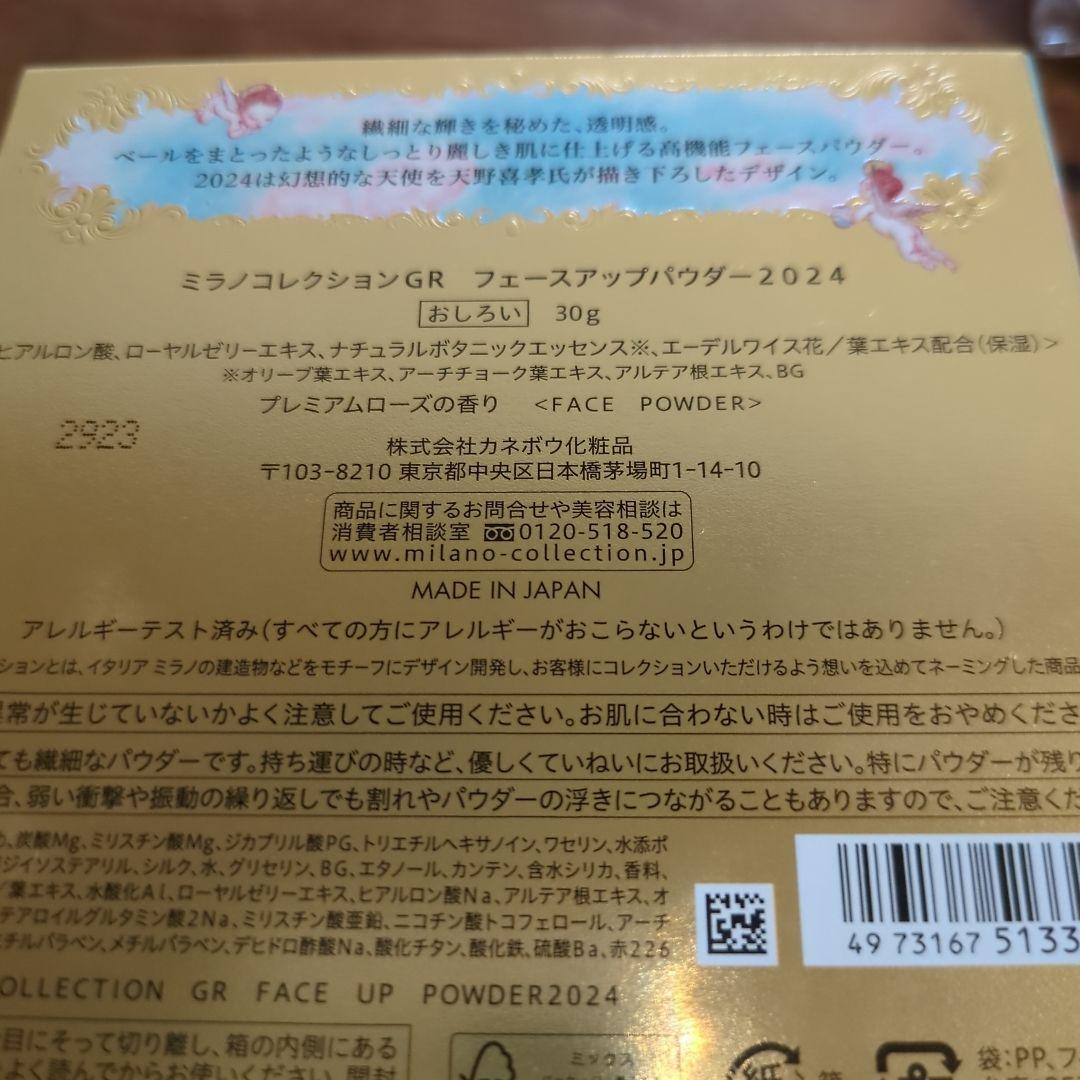 繊細な輝きを秘めた、透明感。
ベールをまとったようなしっとり麗しき肌に仕上げる高機能フェースパウダー。
2024は幻想的な天使を天野喜孝氏が描き下ろしたデザイン。
ミラノコレクションGR フェースアップパウダー2024
おしろい 30g
ヒアルロン酸、ローヤルゼリーエキス、ナチュラルボタニックエッセンス※、エーデルワイス花／葉エキス配合(保湿)>
※オリーブ葉エキス、アーチチョーク葉エキス、アルテア根エキス、BG
プレミアムローズの香り <FACE POWDER>
2923
株式会社カネボウ化粧品
〒103-8210 東京都中央区日本橋茅場町1-14-10
商品に関するお問合せや美容相談は
消費者相談室 0120-518-520
www.milano-collection.jp
MADE IN JAPAN
アレルギーテスト済み(すべての方にアレルギーがおこらないというわけではありません。)
ションとは、イタリア ミラノの建造物などをモチーフにデザイン開発し、お客様にコレクションいただけるよう想いを込めてネーミングした商品
異常が生じていないかよく注意してご使用ください。お肌に合わない時はご使用をおやめくださ
ても繊細なパウダーです。持ち運びの時など、優しくていねいにお取扱いください。特にパウダーが残り
合、弱い衝撃や振動の繰り返しでも割れやパウダーの浮きにつながることもありますので、ご注意くだ
炭酸Mg、ミリスチン酸Mg、ジカプリル酸PG、トリエチルヘキサノイン、ワセリン、水添ポ
ジイソステアリル、シルク、水、グリセリン、BG、エタノール、カンテン、含水シリカ、香料、
／葉エキス、水酸化Al、ローヤルゼリーエキス、ヒアルロン酸Na、アルテア根エキス、オ
テアロイルグルタミン酸2Na、ミリスチン酸亜鉛、ニコチン酸トコフェロール、アーチ
チルパラベン、メチルパラベン、デヒドロ酢酸Na、酸化チタン、酸化鉄、硫酸Ba、赤226
49 73167 5133
OLLECTION GR FACE UP POWDER2024
目にそって切り離し、箱の内側にある
よく読んでからお使いください。開封
ミックス
紙
箱
袋:PP、フ